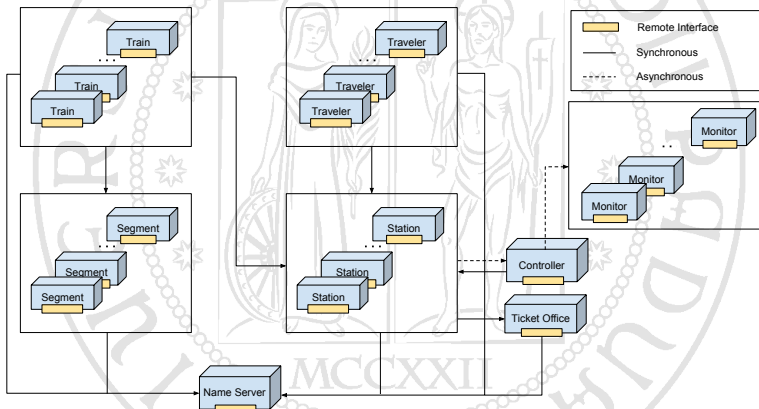 Train
...
Train
Train
Traveler
...
Traveler
Traveler
Remote Interface
Synchronous
Asynchronous
Monitor
..
Monitor
Monitor
Segment
...
Segment
Segment
Station
...
Station
Station
Controller
Ticket Office
Name Server
MCCXXII